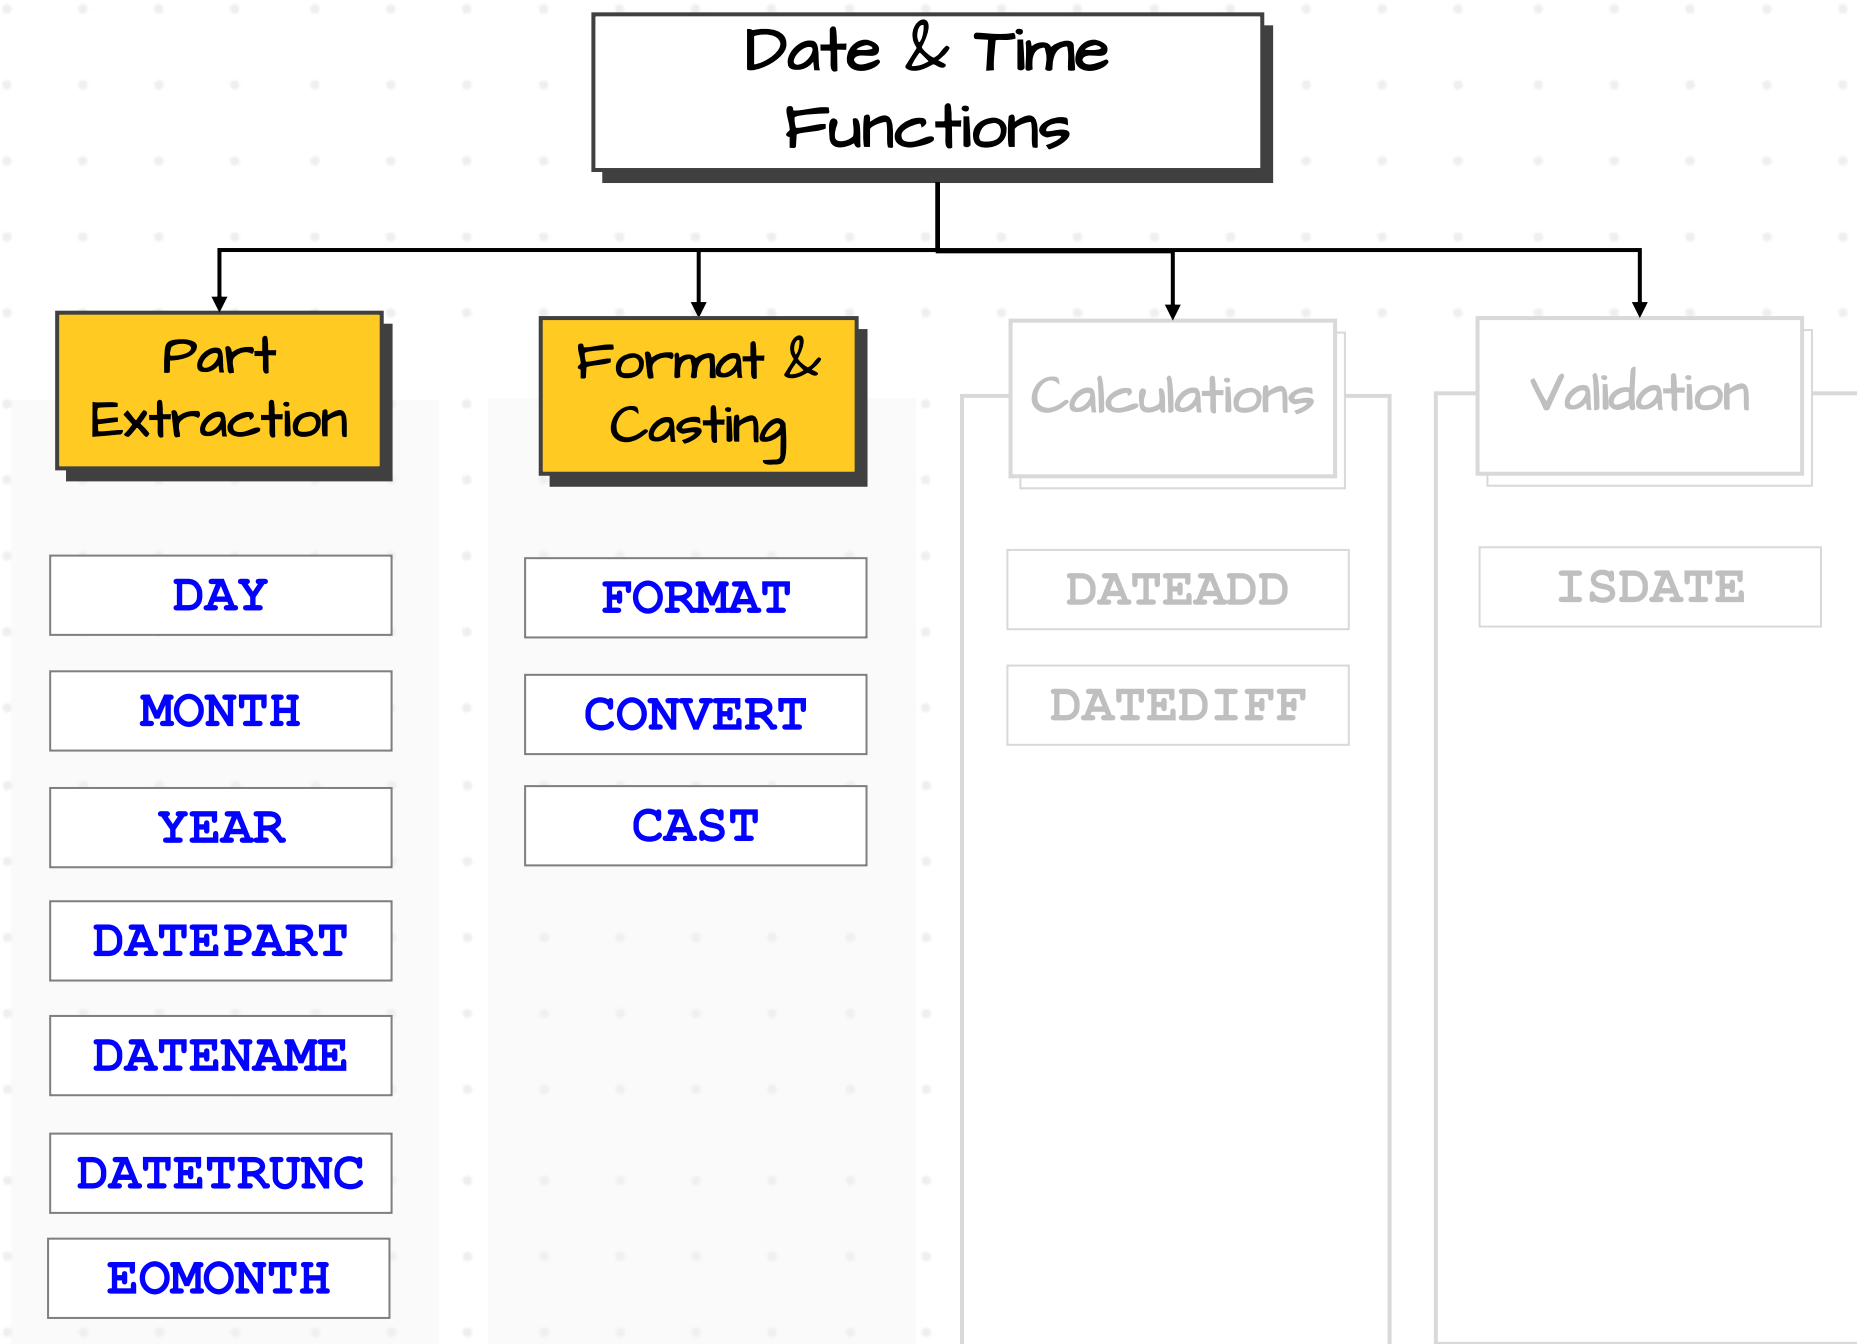 Date & Time
Functions
Part
Extraction
DAY
MONTH
YEAR
DATEPART
DATENAME
DATETRUNC
EOMONTH
Format &
Casting
FORMAT
CONVERT
CAST
Calculations
DATEADD
DATEDIFF
Validation
ISDATE